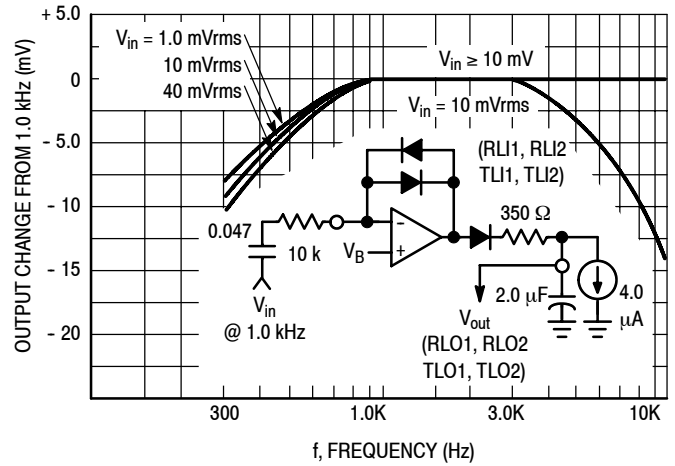 + 5.0
0
- 5.0
- 10
- 15
- 20
OUTPUT CHANGE FROM 1.0 kHz (mV)
Vin = 1.0 mVrms
10 mVrms
40 mVrms
Vin ≥ 10 mV
Vin = 10 mVrms
(RLI1, RLI2
TLI1, TLI2)
0.047
10 k
Vin
@ 1.0 kHz
VB
-
+
350 Ω
2.0 µF
4.0
µA
Vout
(RLO1, RLO2
TLO1, TLO2)
300
1.0K
3.0K
10K
f, FREQUENCY (Hz)